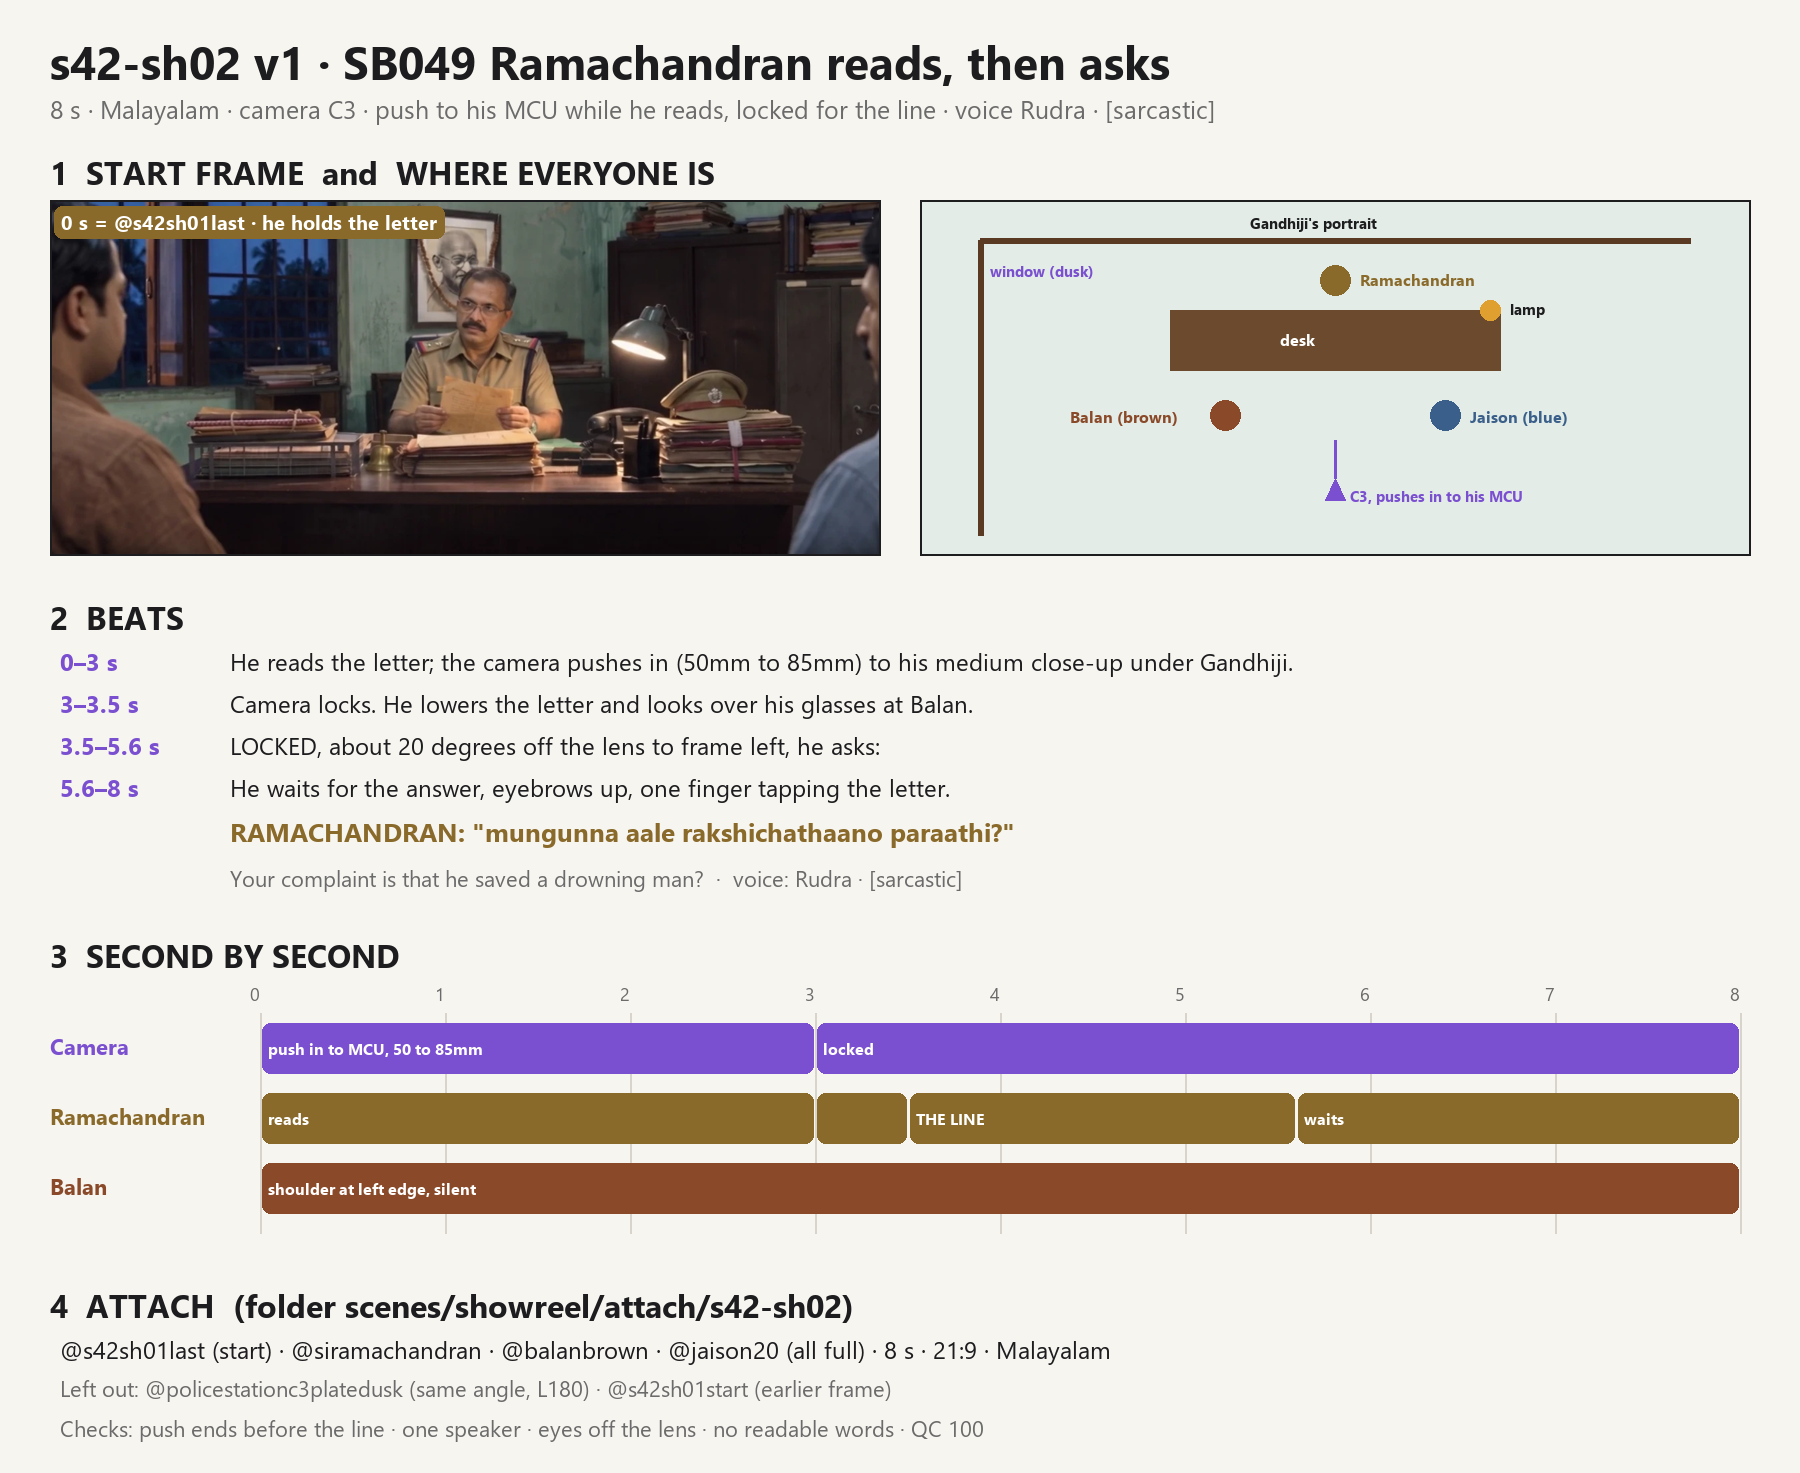 s42-sh02 v1 · SB049 Ramachandran reads, then asks
8 s · Malayalam · camera C3 · push to his MCU while he reads, locked for the line · voice Rudra · [sarcastic]
1 START FRAME and WHERE EVERYONE IS
0 s = @s42sh01last · he holds the letter
Gandhiji's portrait
window (dusk)
Ramachandran
lamp
desk
Balan (brown)
Jaison (blue)
C3, pushes in to his MCU
2 BEATS
0–3 s He reads the letter; the camera pushes in (50mm to 85mm) to his medium close-up under Gandhiji.
3–3.5 s Camera locks. He lowers the letter and looks over his glasses at Balan.
3.5–5.6 s LOCKED, about 20 degrees off the lens to frame left, he asks:
5.6–8 s He waits for the answer, eyebrows up, one finger tapping the letter.
RAMACHANDRAN: "mungunna aale rakshichathaano paraathi?"
Your complaint is that he saved a drowning man? · voice: Rudra · [sarcastic]
3 SECOND BY SECOND
0 1 2 3 4 5 6 7 8
Camera push in to MCU, 50 to 85mm locked
Ramachandran reads THE LINE waits
Balan shoulder at left edge, silent
4 ATTACH (folder scenes/showreel/attach/s42-sh02)
@s42sh01last (start) · @siramachandran · @balanbrown · @jaison20 (all full) · 8 s · 21:9 · Malayalam
Left out: @policestationc3platedusk (same angle, L180) · @s42sh01start (earlier frame)
Checks: push ends before the line · one speaker · eyes off the lens · no readable words · QC 100